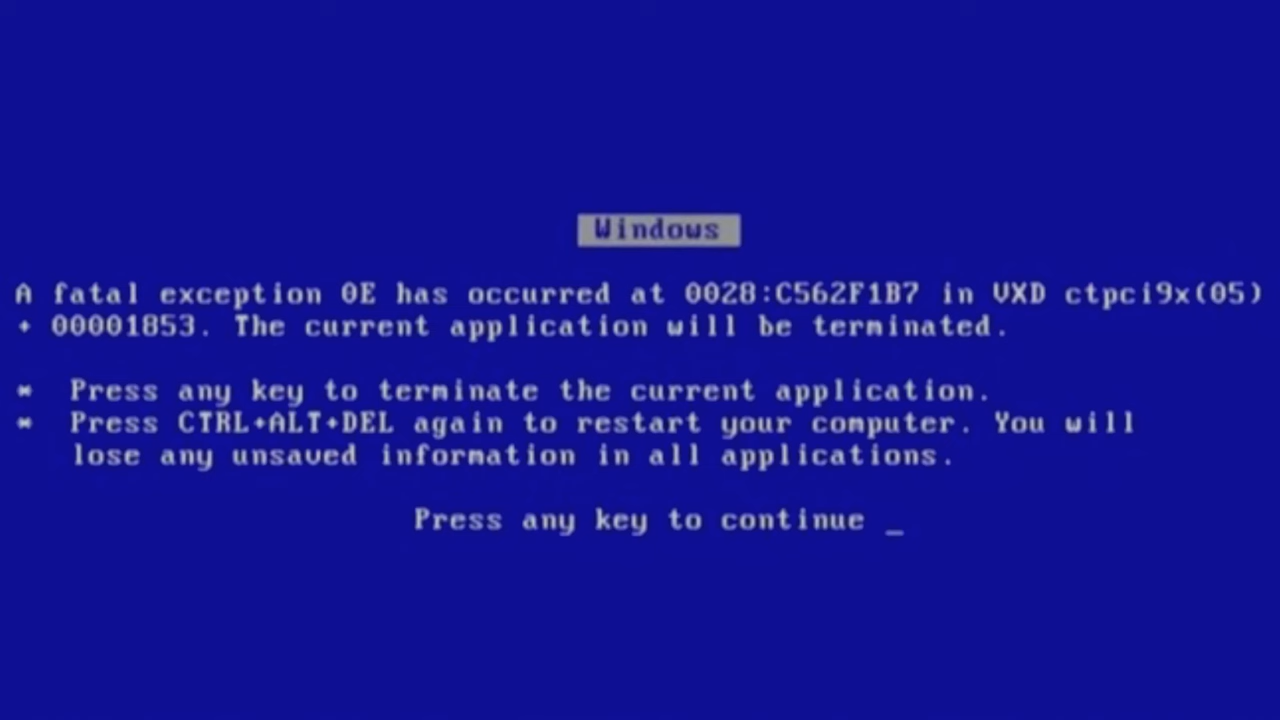 Windows
A fatal exception 0E has occurred at 0028:C562F1B7 in VXD ctpci9x(05)
+ 00001853. The current application will be terminated.
* Press any key to terminate the current application.
* Press CTRL+ALT+DEL again to restart your computer. You will
lose any unsaved information in all applications.
Press any key to continue _